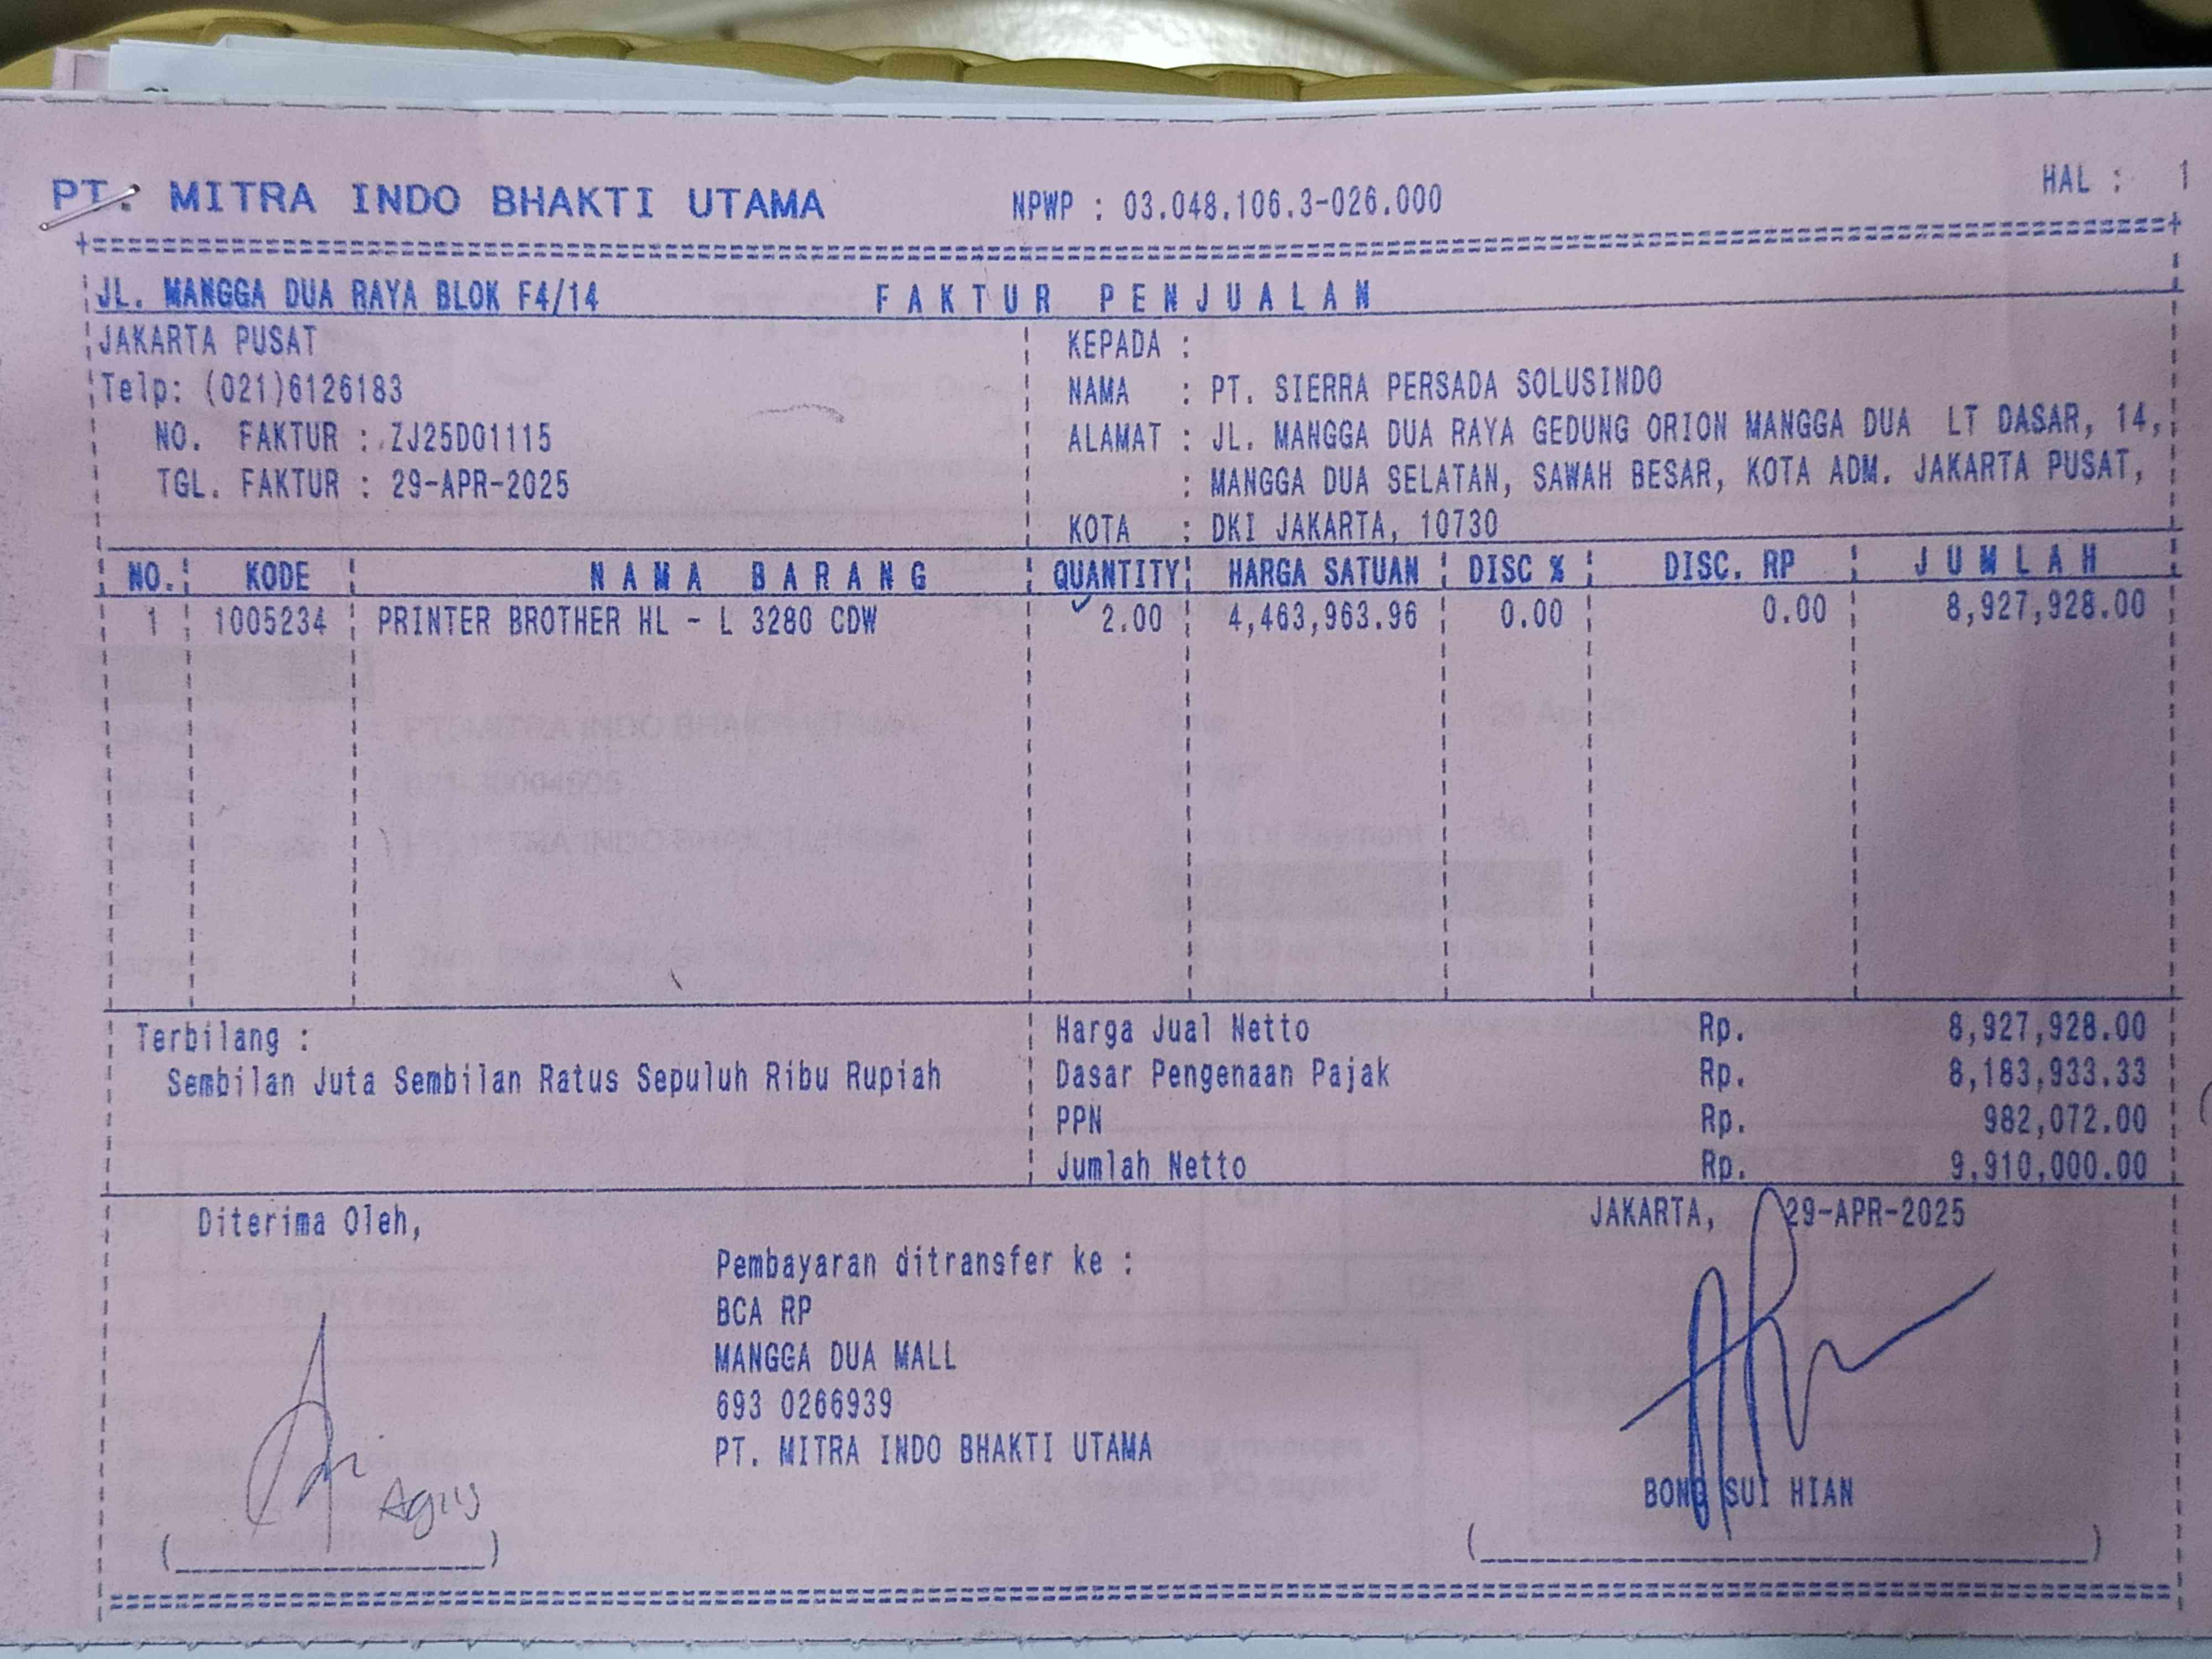 PT. MITRA INDO BHAKTI UTAMA NPWP : 03.048.106.3-026.000 HAL : 1
JL. MANGGA DUA RAYA BLOK F4/14 FAKTUR PENJUALAN
JAKARTA PUSAT KEPADA :
Telp: (021)6126183 NAMA : PT. SIERRA PERSADA SOLUSINDO
NO. FAKTUR : ZJ25D01115 ALAMAT : JL. MANGGA DUA RAYA GEDUNG ORION MANGGA DUA LT DASAR, 14,
TGL. FAKTUR : 29-APR-2025 : MANGGA DUA SELATAN, SAWAH BESAR, KOTA ADM. JAKARTA PUSAT,
KOTA : DKI JAKARTA, 10730
NO. KODE NAMA BARANG QUANTITY HARGA SATUAN DISC % DISC. RP JUMLAH
1 1005234 PRINTER BROTHER HL - L 3280 CDW 2.00 4,463,963.96 0.00 0.00 8,927,928.00
Terbilang : Harga Jual Netto Rp. 8,927,928.00
Sembilan Juta Sembilan Ratus Sepuluh Ribu Rupiah Dasar Pengenaan Pajak Rp. 8,183,933.33
PPN Rp. 982,072.00
Jumlah Netto Rp. 9,910,000.00
Diterima Oleh, JAKARTA, 29-APR-2025
Pembayaran ditransfer ke :
BCA RP
MANGGA DUA MALL
693 0266939
PT. MITRA INDO BHAKTI UTAMA
Agus
BONG SUI HIAN